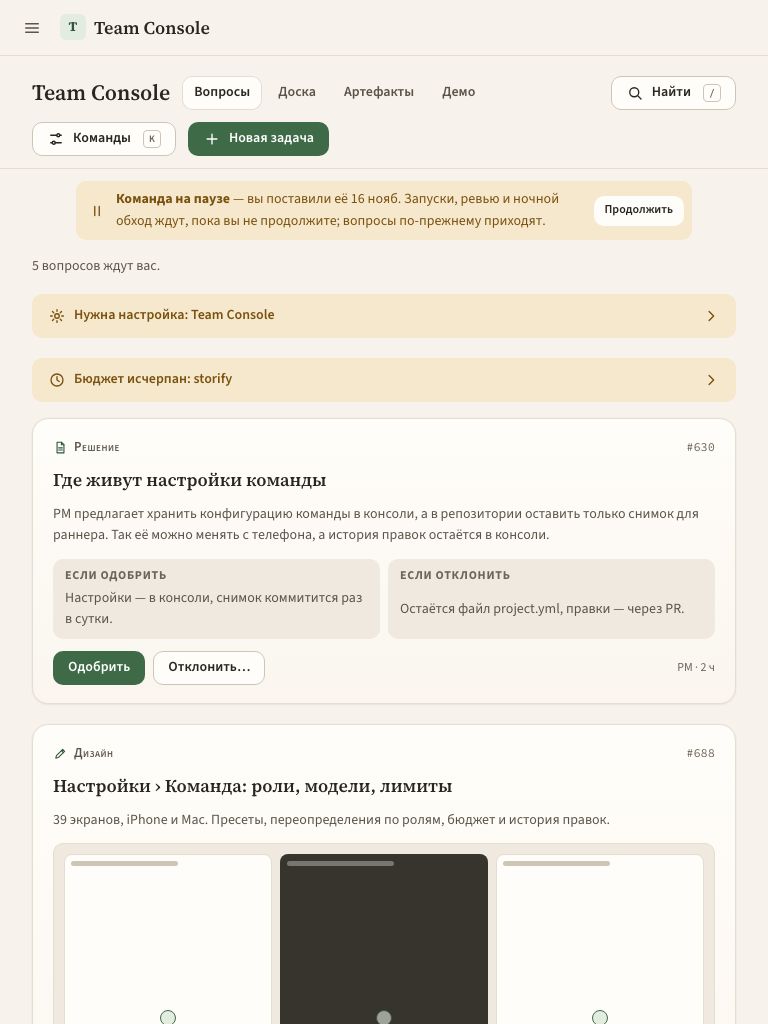 T Team Console
Team Console Вопросы Доска Артефакты Демо Найти /
Команды K Новая задача
Команда на паузе — вы поставили её 16 нояб. Запуски, ревью и ночной
обход ждут, пока вы не продолжите; вопросы по-прежнему приходят.
Продолжить
5 вопросов ждут вас.
Нужна настройка: Team Console
Бюджет исчерпан: storify
Решение #630
Где живут настройки команды
PM предлагает хранить конфигурацию команды в консоли, а в репозитории оставить только снимок для
раннера. Так её можно менять с телефона, а история правок остаётся в консоли.
ЕСЛИ ОДОБРИТЬ
Настройки — в консоли, снимок коммитится раз
в сутки.
ЕСЛИ ОТКЛОНИТЬ
Остаётся файл project.yml, правки — через PR.
Одобрить Отклонить… PM · 2 ч
Дизайн #688
Настройки › Команда: роли, модели, лимиты
39 экранов, iPhone и Mac. Пресеты, переопределения по ролям, бюджет и история правок.